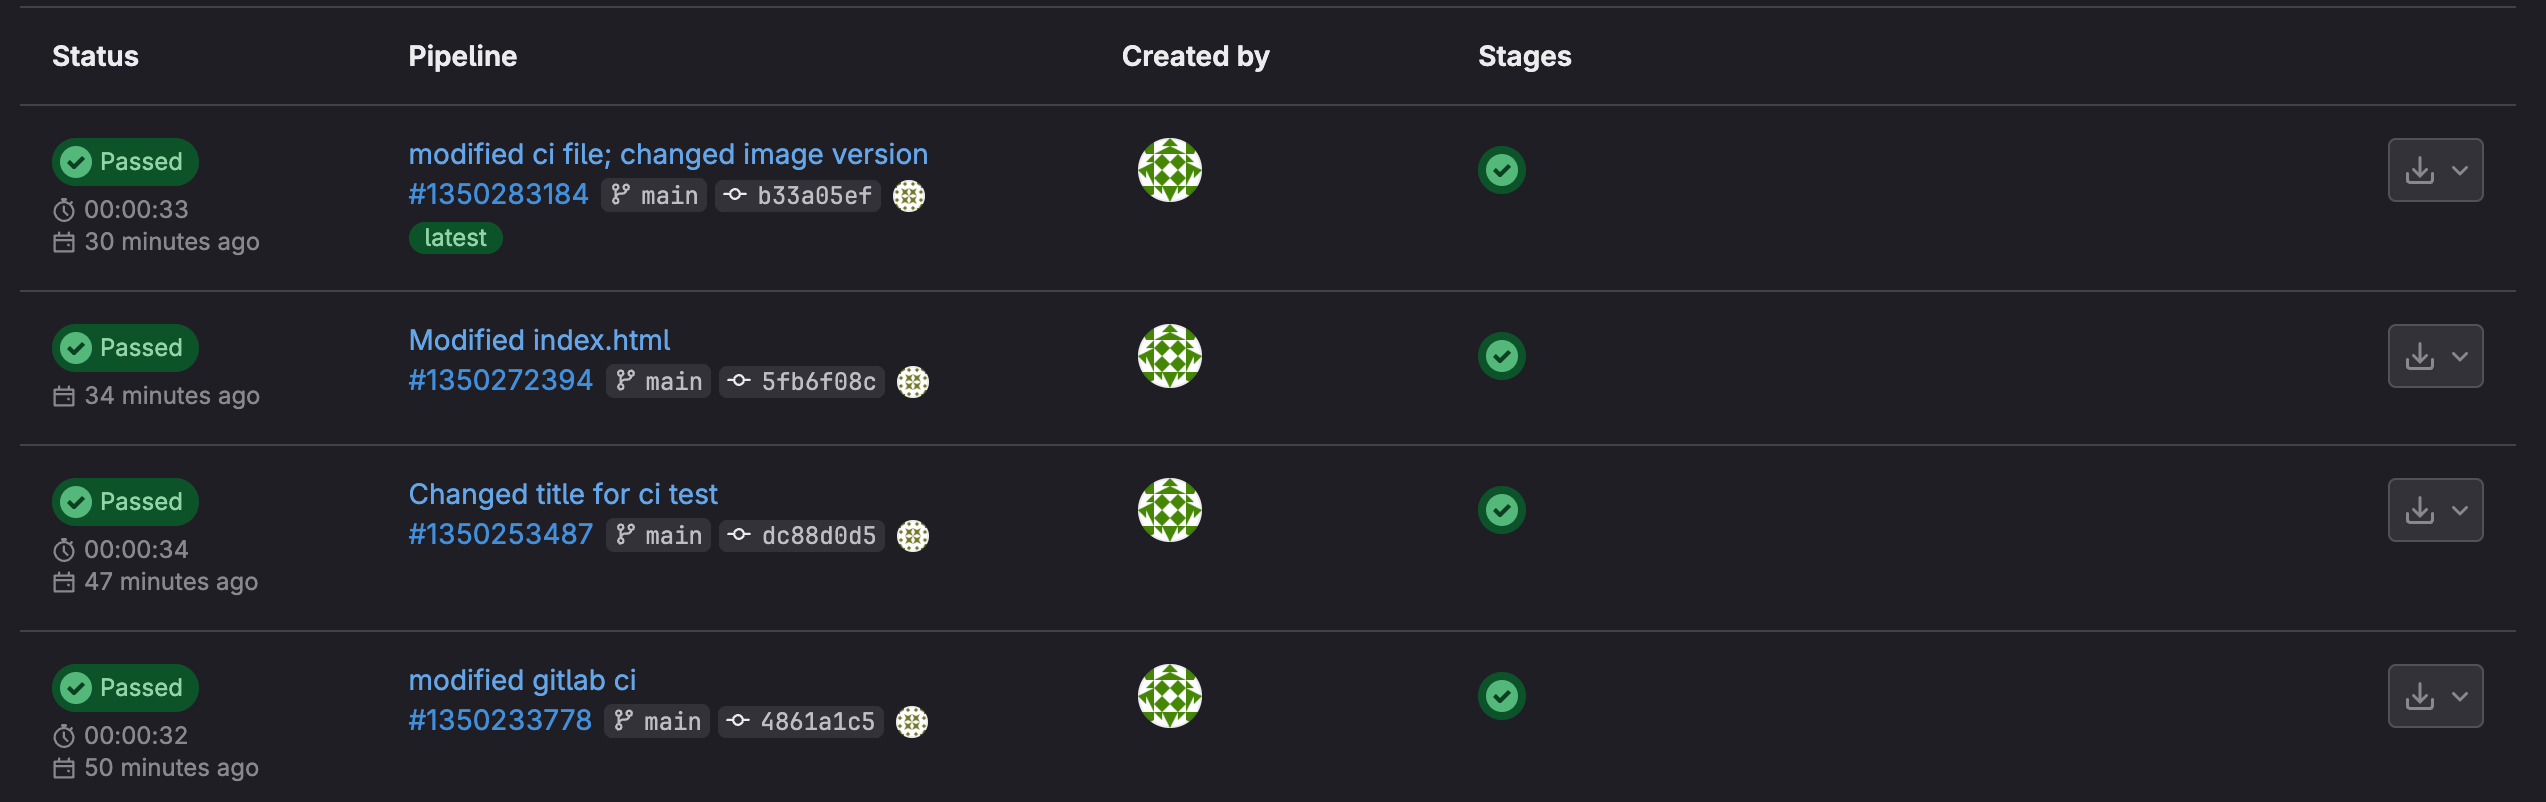 Status Pipeline Created by Stages
Passed
00:00:33
30 minutes ago
modified ci file; changed image version
#1350283184 main b33a05ef
latest
Passed
34 minutes ago
Modified index.html
#1350272394 main 5fb6f08c
Passed
00:00:34
47 minutes ago
Changed title for ci test
#1350253487 main dc88d0d5
Passed
00:00:32
50 minutes ago
modified gitlab ci
#1350233778 main 4861a1c5